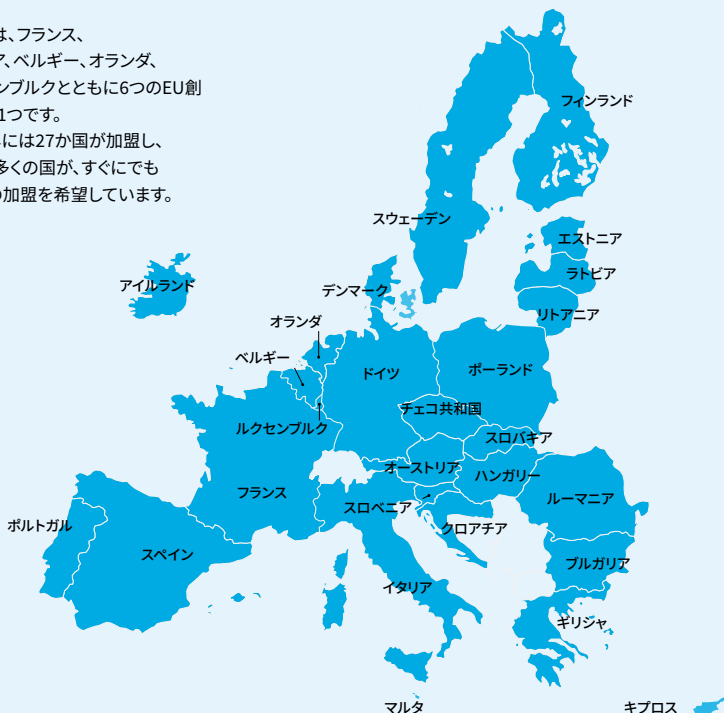 は、フランス、
ア、ベルギー、オランダ、
ンブルクとともに6つのEU創
1つです。
には27か国が加盟し、
多くの国が、すぐにでも
の加盟を希望しています。
フィンランド
スウェーデン
エストニア
ラトビア
アイルランド
デンマーク
リトアニア
オランダ
ベルギー
ドイツ
ポーランド
チェコ共和国
ルクセンブルク
スロバキア
オーストリア
ハンガリー
フランス
ルーマニア
スロベニア
ポルトガル
クロアチア
スペイン
ブルガリア
イタリア
ギリシャ
マルタ
キプロス